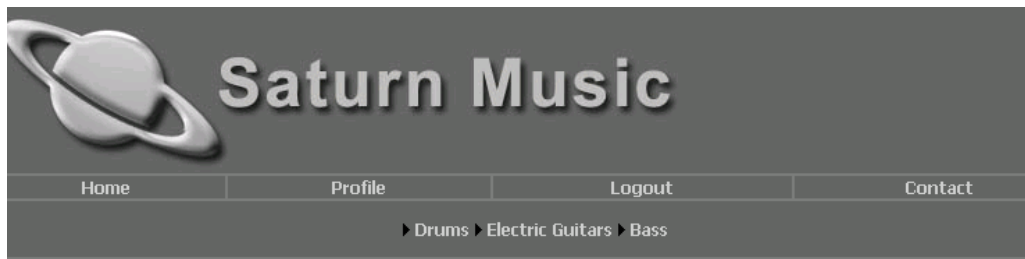 Saturn Music
Home Profile Logout Contact
Drums Electric Guitars Bass